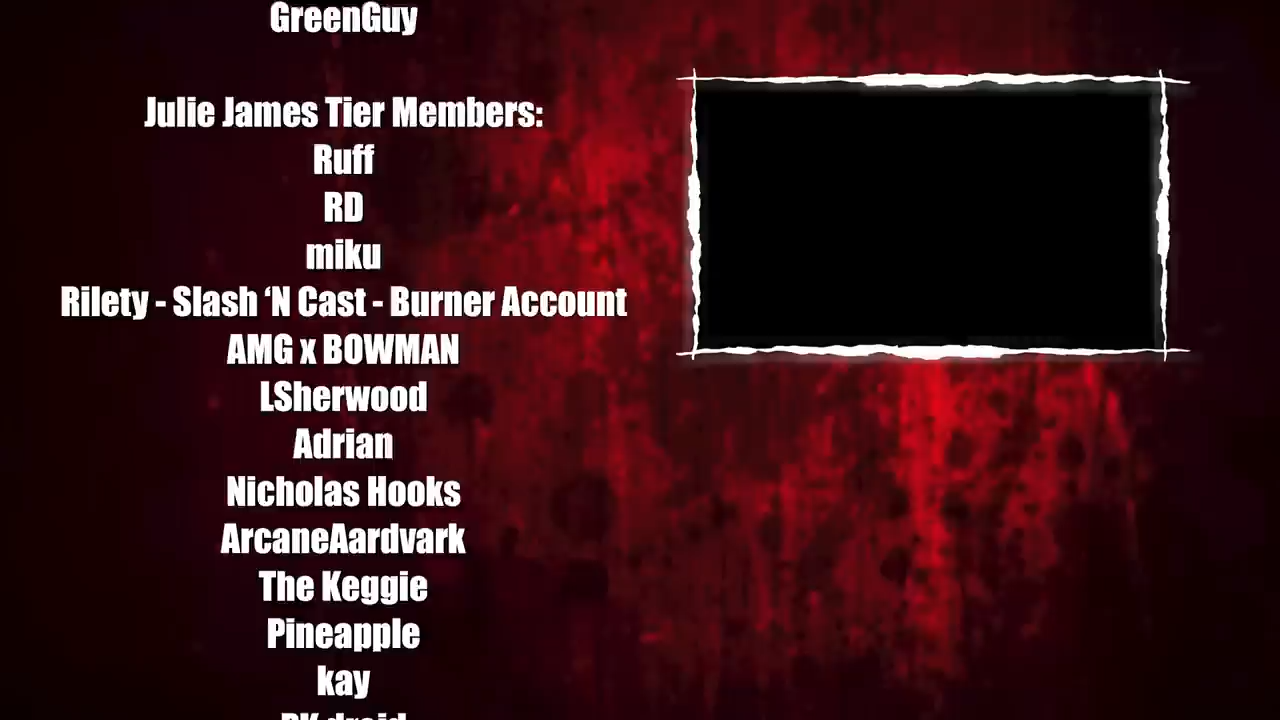 GreenGuy
Julie James Tier Members:
Ruff
RD
miku
Rilety - Slash ‘N Cast - Burner Account
AMG x BOWMAN
LSherwood
Adrian
Nicholas Hooks
ArcaneAardvark
The Keggie
Pineapple
kay